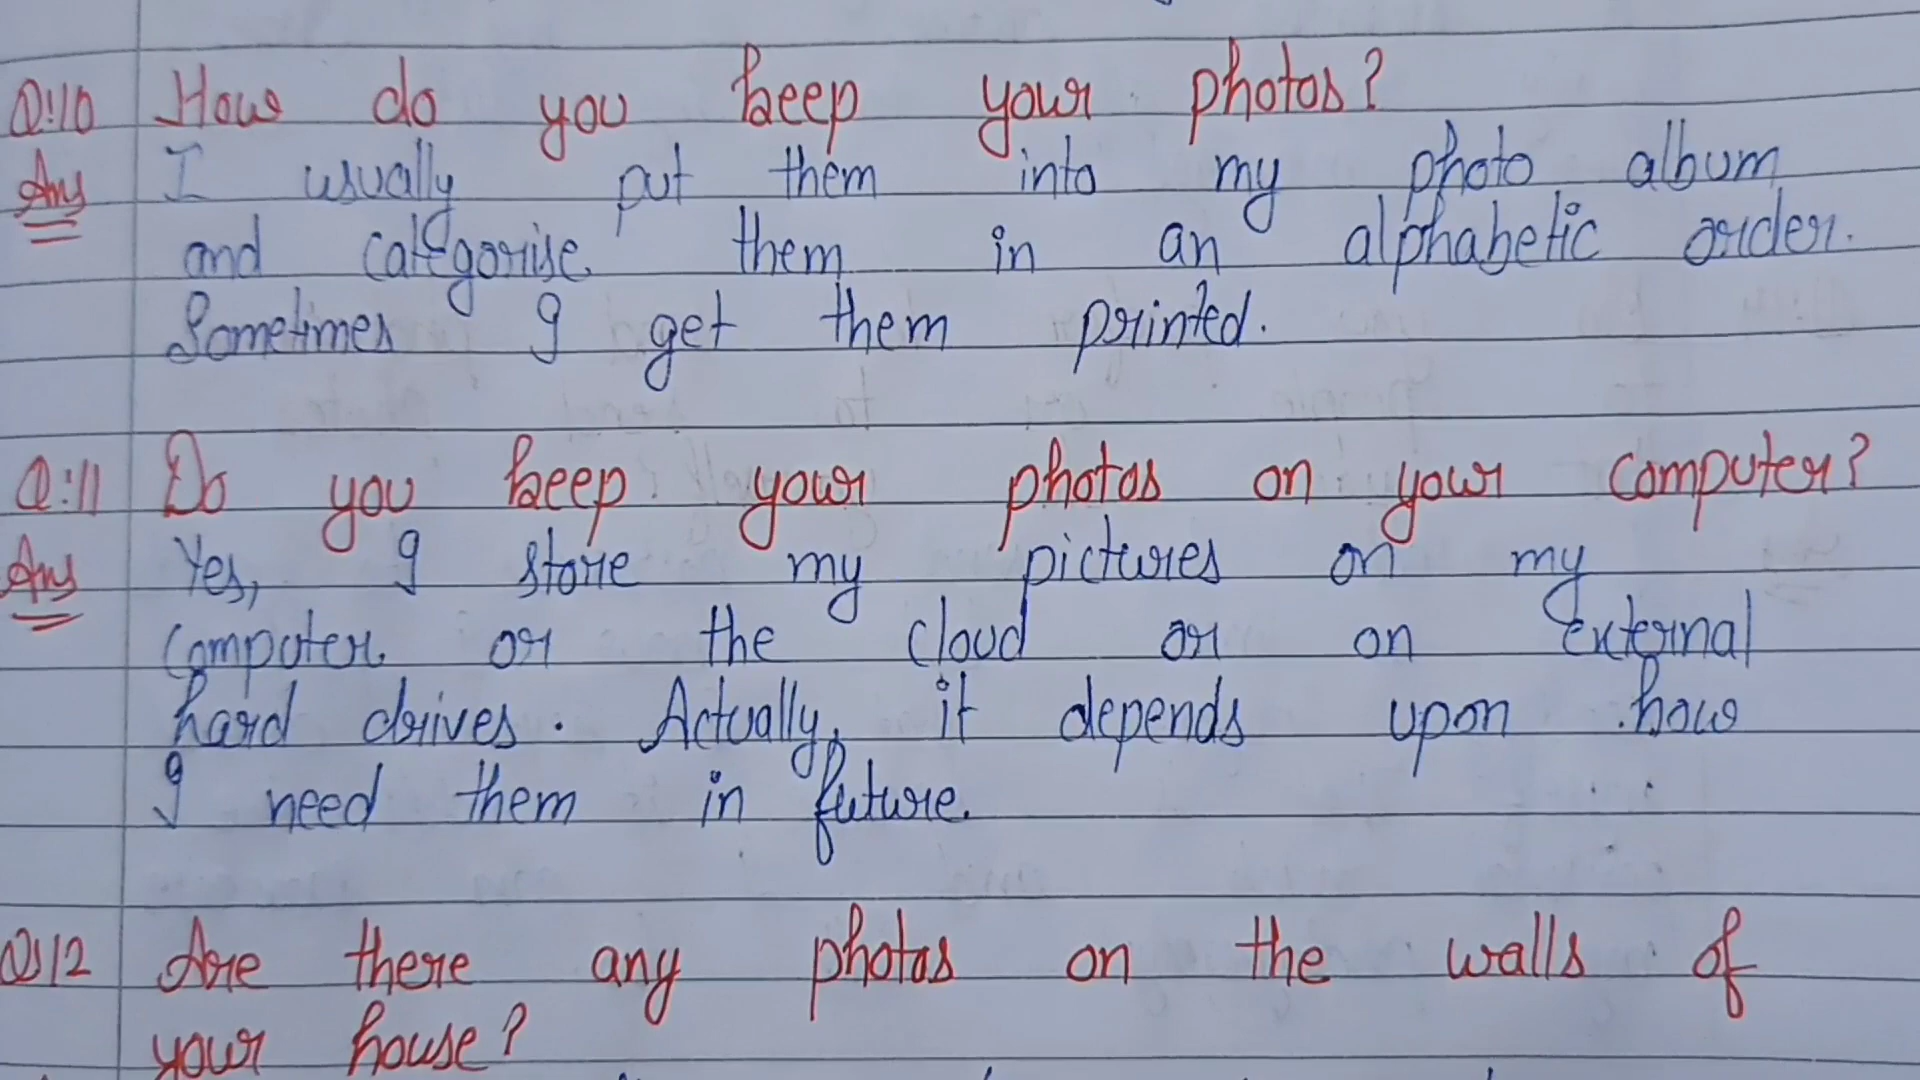 Q:10 How do you keep your photos?
Ans I usually put them into my photo album
and categorise them in an alphabetic order.
Sometimes I get them printed.
Q:11 Do you keep your photos on your computer?
Ans Yes, I store my pictures on my
computer or the cloud or on external
hard drives. Actually, it depends upon how
I need them in future.
Q:12 Are there any photos on the walls of
your house?